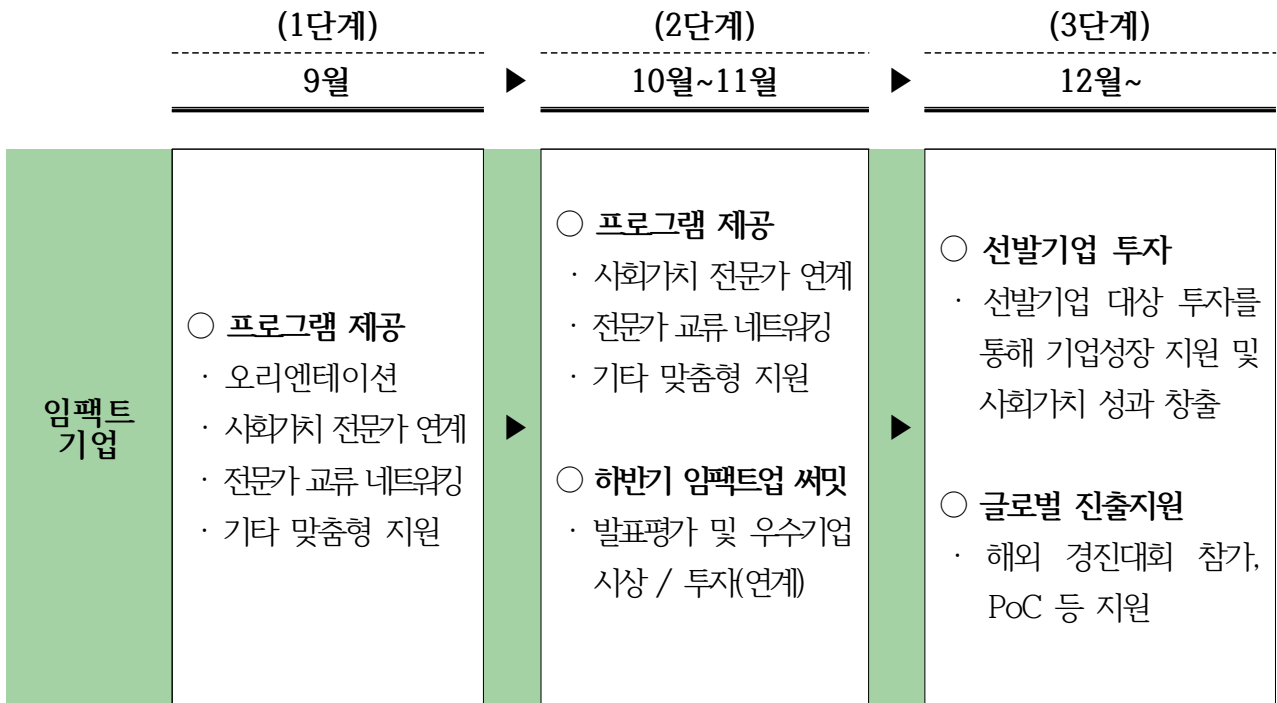 (1단계)
(2단계)
(3단계)
9월
▶
10월~11월
▶
12월~
임팩트
기업
○ 프로그램 제공
· 오리엔테이션
· 사회가치 전문가 연계
· 전문가 교류 네트워킹
· 기타 맞춤형 지원
▶
○ 프로그램 제공
· 사회가치 전문가 연계
· 전문가 교류 네트워킹
· 기타 맞춤형 지원
○ 하반기 임팩트업 써밋
· 발표평가 및 우수기업
시상 / 투자(연계)
▶
○ 선발기업 투자
· 선발기업 대상 투자를
통해 기업성장 지원 및
사회가치 성과 창출
○ 글로벌 진출지원
· 해외 경진대회 참가,
PoC 등 지원